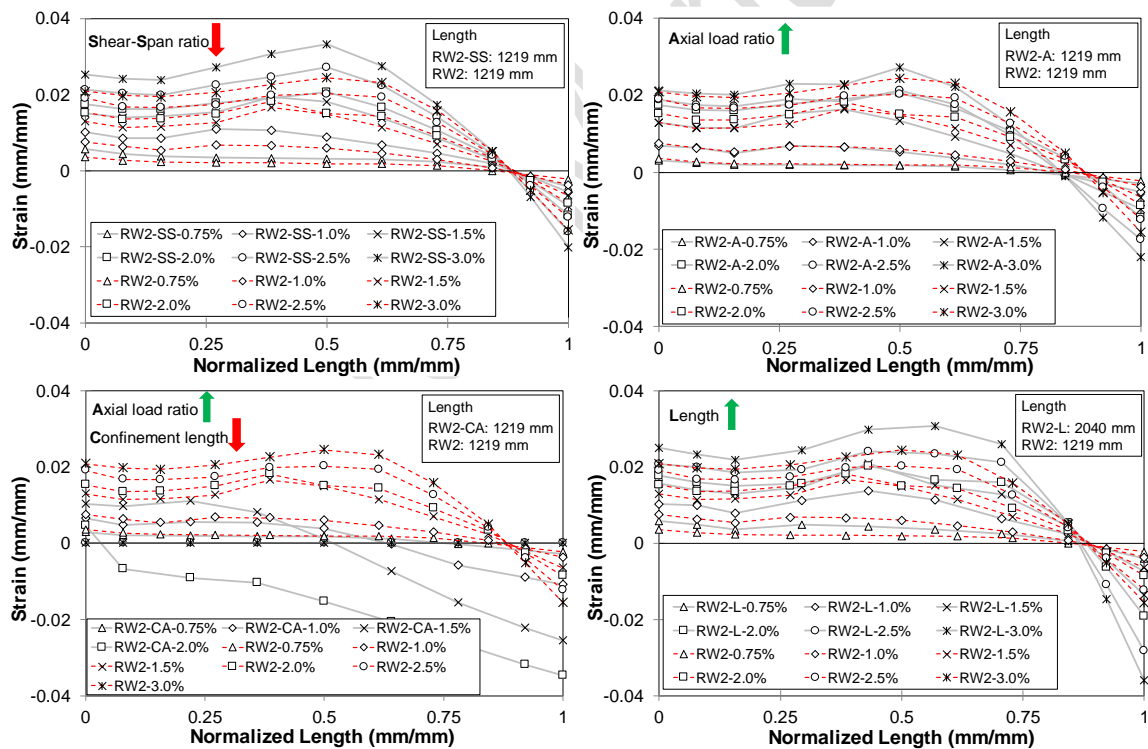 0.04
0.02
0
-0.02
-0.04
Strain (mm/mm)
Shear-Span ratio
Length
RW2-SS: 1219 mm
RW2: 1219 mm
RW2-SS-0.75% RW2-SS-1.0% RW2-SS-1.5%
RW2-SS-2.0% RW2-SS-2.5% RW2-SS-3.0%
RW2-0.75% RW2-1.0% RW2-1.5%
RW2-2.0% RW2-2.5% RW2-3.0%
0 0.25 0.5 0.75 1
Normalized Length (mm/mm)
0.04
0.02
0
-0.02
-0.04
Strain (mm/mm)
Axial load ratio
Length
RW2-A: 1219 mm
RW2: 1219 mm
RW2-A-0.75% RW2-A-1.0% RW2-A-1.5%
RW2-A-2.0% RW2-A-2.5% RW2-A-3.0%
RW2-0.75% RW2-1.0% RW2-1.5%
RW2-2.0% RW2-2.5% RW2-3.0%
0 0.25 0.5 0.75 1
Normalized Length (mm/mm)
0.04
0.02
0
-0.02
-0.04
Strain (mm/mm)
Axial load ratio
Confinement length
Length
RW2-CA: 1219 mm
RW2: 1219 mm
RW2-CA-0.75% RW2-CA-1.0% RW2-CA-1.5%
RW2-CA-2.0% RW2-0.75% RW2-1.0%
RW2-1.5% RW2-2.0% RW2-2.5%
RW2-3.0%
0 0.25 0.5 0.75 1
Normalized Length (mm/mm)
0.04
0.02
0
-0.02
-0.04
Strain (mm/mm)
Length
Length
RW2-L: 2040 mm
RW2: 1219 mm
RW2-L-0.75% RW2-L-1.0% RW2-L-1.5%
RW2-L-2.0% RW2-L-2.5% RW2-L-3.0%
RW2-0.75% RW2-1.0% RW2-1.5%
RW2-2.0% RW2-2.5% RW2-3.0%
0 0.25 0.5 0.75 1
Normalized Length (mm/mm)